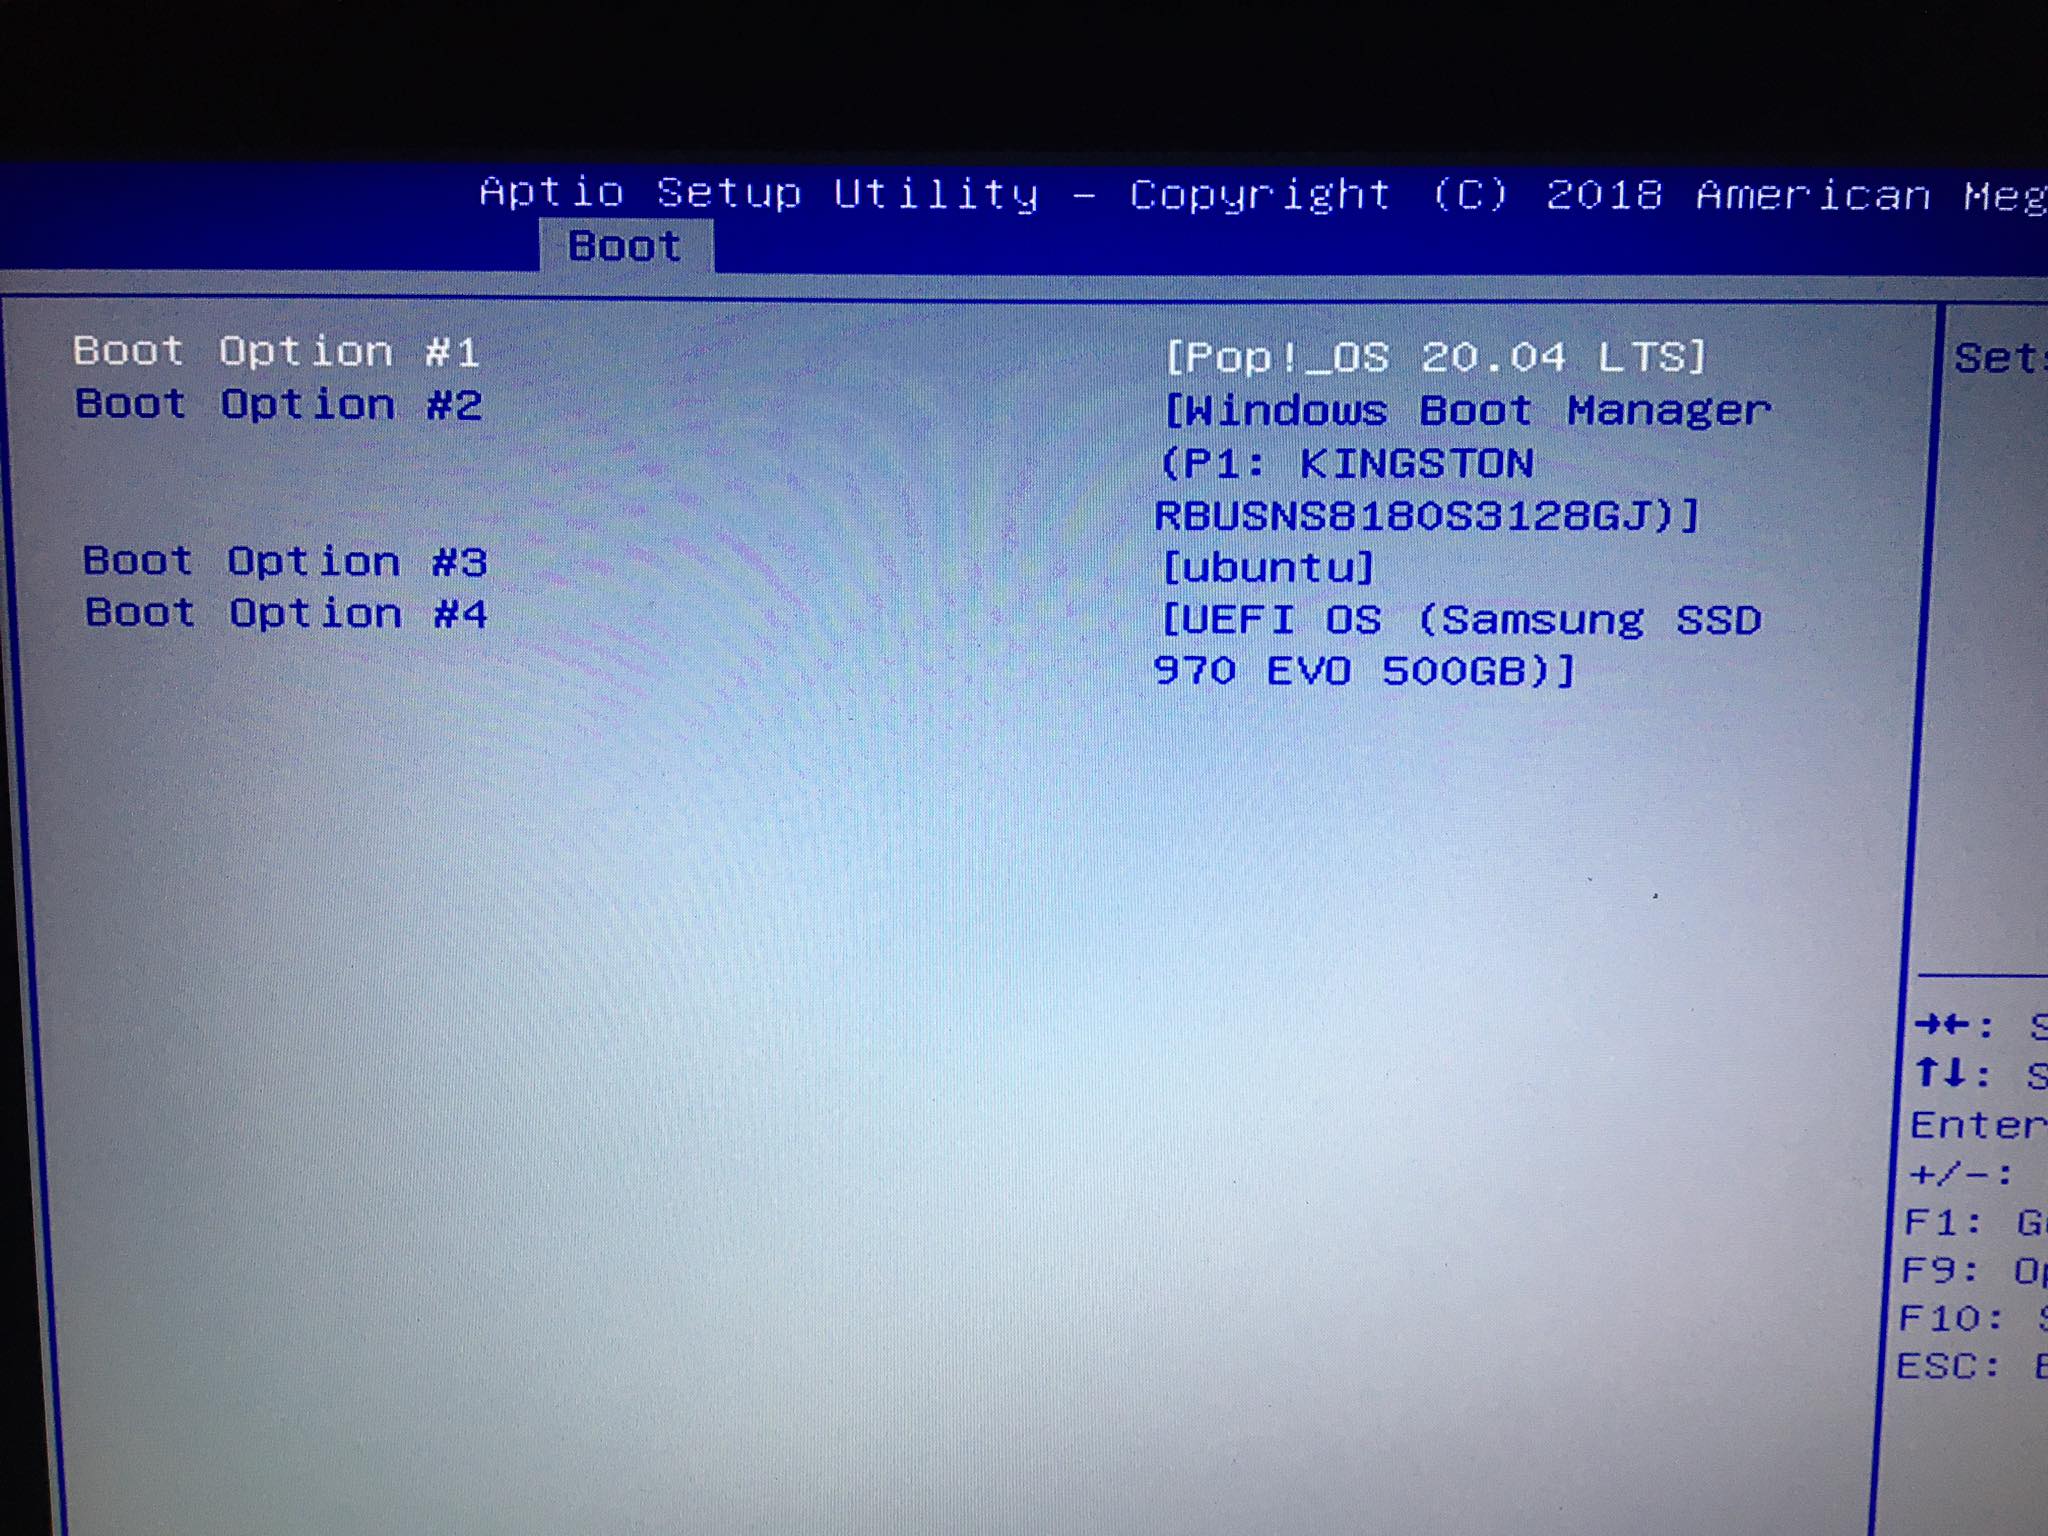 Aptio Setup Utility - Copyright (C) 2018 American
Boot
Boot Option #1 [Pop!_OS 20.04 LTS]
Boot Option #2 [Windows Boot Manager
(P1: KINGSTON
RBUSNS8180S3128GJ)]
Boot Option #3 [ubuntu]
Boot Option #4 [UEFI OS (Samsung SSD
970 EVO 500GB)]
→←:
↑↓:
Enter
+/-:
F1:
F9:
F10:
ESC: